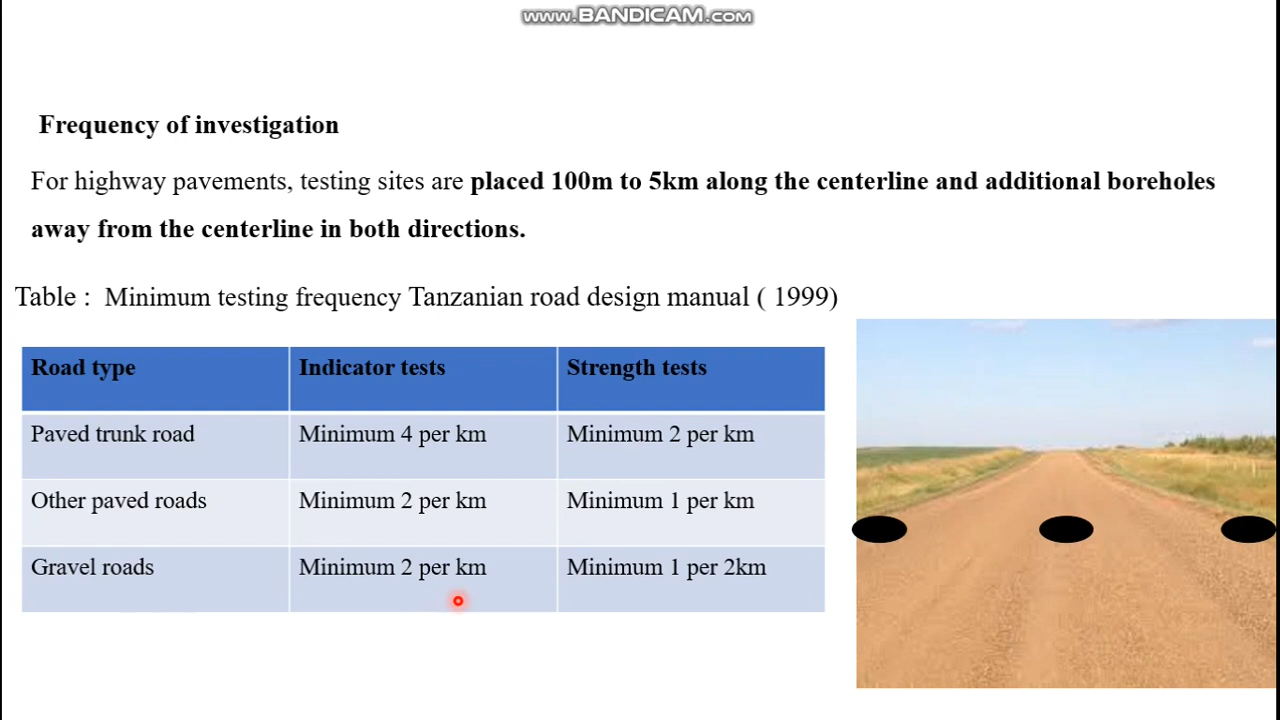 www.BANDICAM.com
Frequency of investigation
For highway pavements, testing sites are placed 100m to 5km along the centerline and additional boreholes
away from the centerline in both directions.
Table :  Minimum testing frequency Tanzanian road design manual ( 1999)
Road type Indicator tests Strength tests
Paved trunk road Minimum 4 per km Minimum 2 per km
Other paved roads Minimum 2 per km Minimum 1 per km
Gravel roads Minimum 2 per km Minimum 1 per 2km